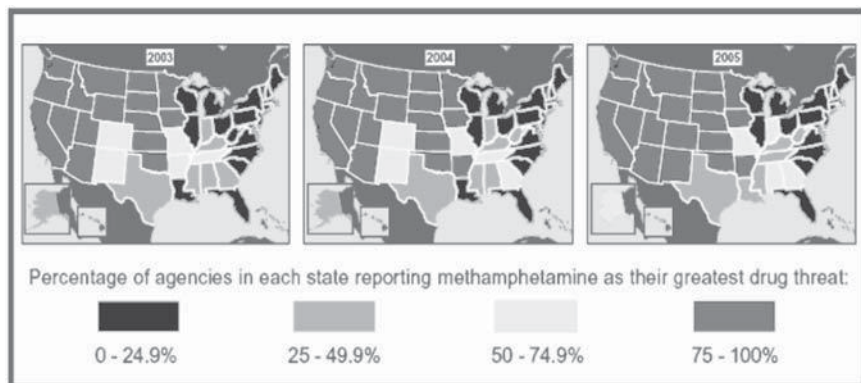 2003 2004 2005
Percentage of agencies in each state reporting methamphetamine as their greatest drug threat:
0 - 24.9% 25 - 49.9% 50 - 74.9% 75 - 100%